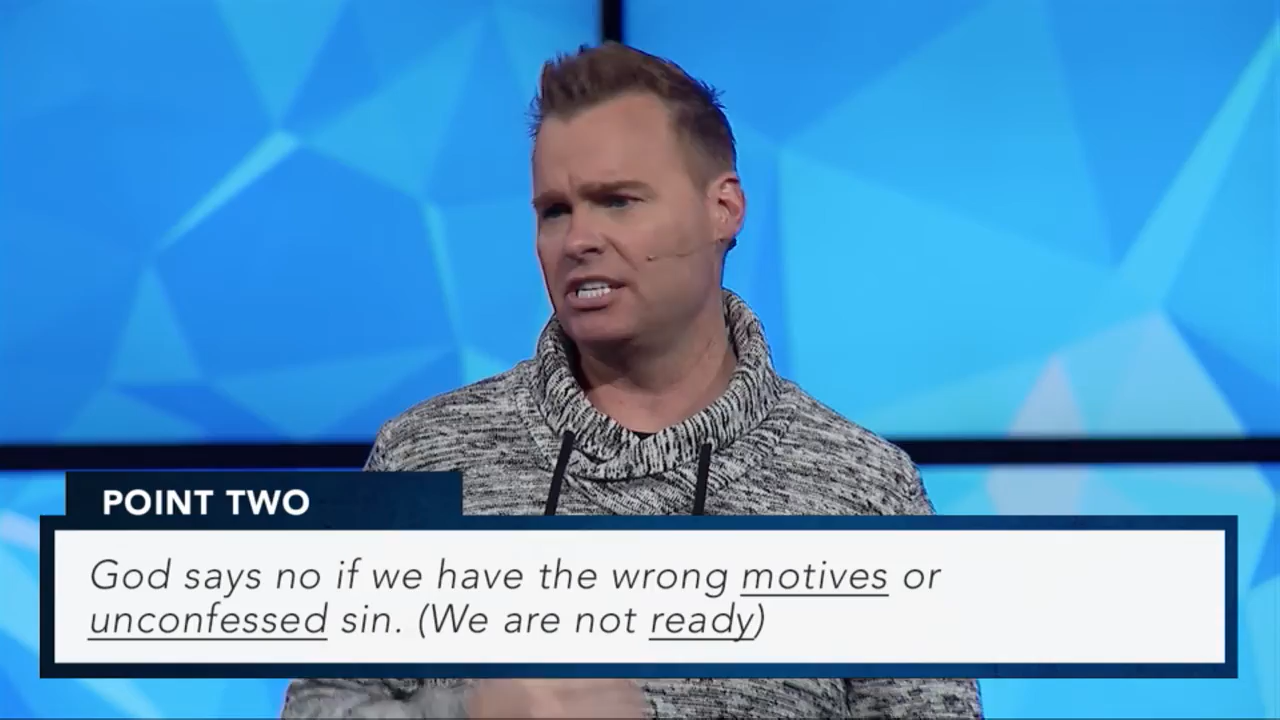 POINT TWO
God says no if we have the wrong motives or
unconfessed sin. (We are not ready)